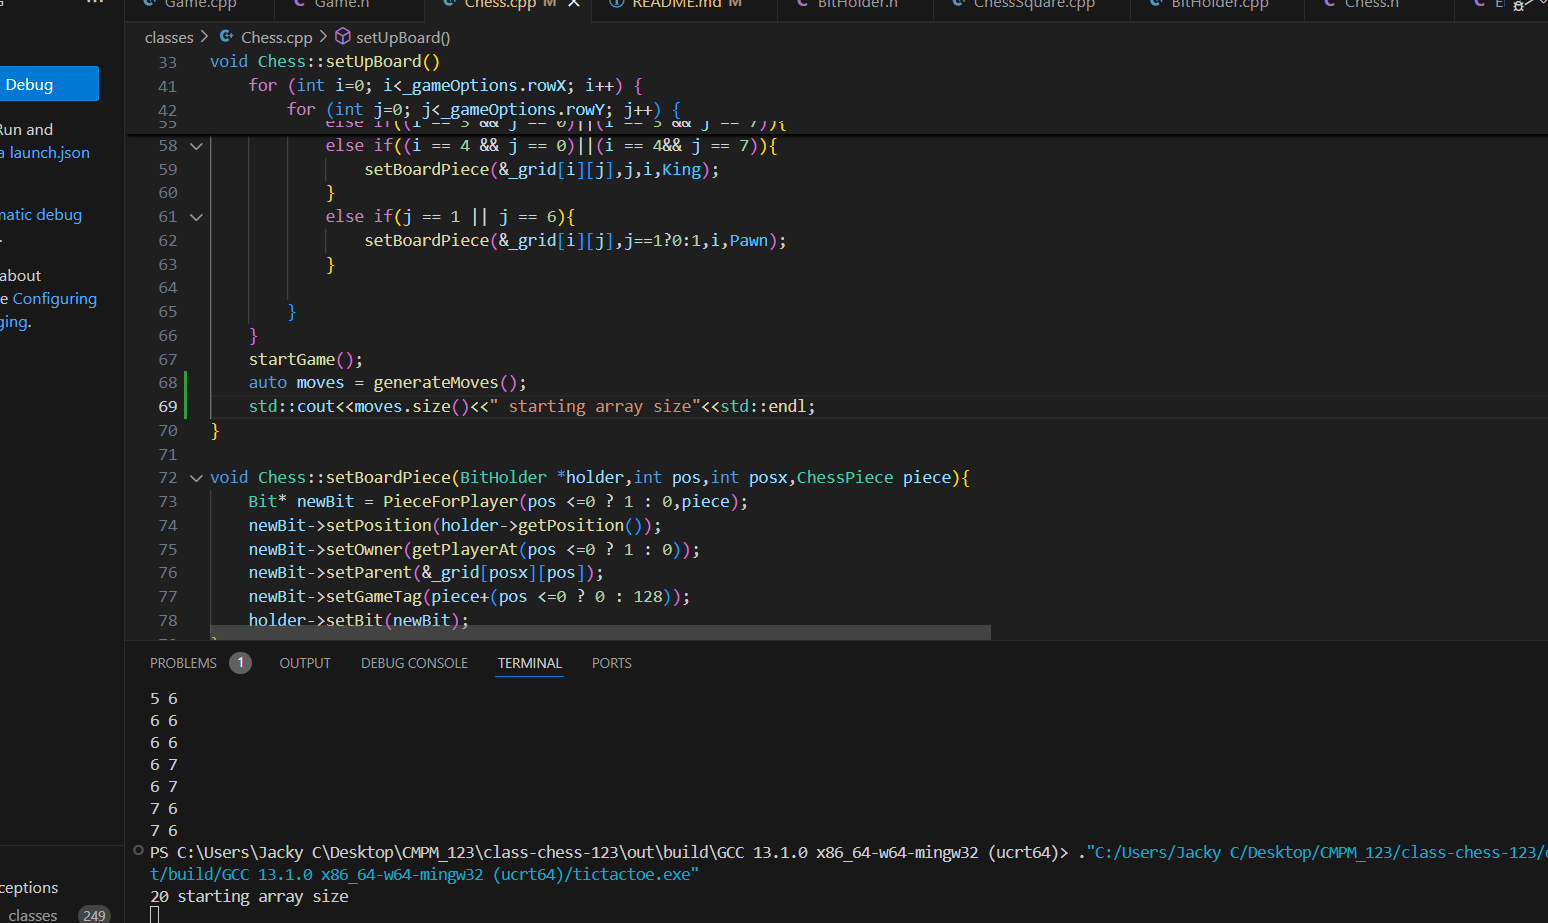 Game.cpp Game.h Chess.cpp M README.md M BitHolder.h ChessSquare.cpp BitHolder.cpp Chess.h
classes > Chess.cpp > setUpBoard()
Debug
Run and
a launch.json
matic debug
.
about
e Configuring
ging.
33 void Chess::setUpBoard()
41 for (int i=0; i<_gameOptions.rowX; i++) {
42 for (int j=0; j<_gameOptions.rowY; j++) {
55 else if((i == 3 && j == 0)||(i == 3 && j == 7)){
58 else if((i == 4 && j == 0)||(i == 4&& j == 7)){
59 setBoardPiece(&_grid[i][j],j,i,King);
60 }
61 else if(j == 1 || j == 6){
62 setBoardPiece(&_grid[i][j],j==1?0:1,i,Pawn);
63 }
64
65 }
66 }
67 startGame();
68 auto moves = generateMoves();
69 std::cout<<moves.size()<<" starting array size"<<std::endl;
70 }
71
72 void Chess::setBoardPiece(BitHolder *holder,int pos,int posx,ChessPiece piece){
73 Bit* newBit = PieceForPlayer(pos <=0 ? 1 : 0,piece);
74 newBit->setPosition(holder->getPosition());
75 newBit->setOwner(getPlayerAt(pos <=0 ? 1 : 0));
76 newBit->setParent(&_grid[posx][pos]);
77 newBit->setGameTag(piece+(pos <=0 ? 0 : 128));
78 holder->setBit(newBit);
PROBLEMS 1 OUTPUT DEBUG CONSOLE TERMINAL PORTS
5 6
6 6
6 6
6 7
6 7
7 6
7 6
PS C:\Users\Jacky C\Desktop\CMPM_123\class-chess-123\out\build\GCC 13.1.0 x86_64-w64-mingw32 (ucrt64)> ."C:/Users/Jacky C/Desktop/CMPM_123/class-chess-123/
t/build/GCC 13.1.0 x86_64-w64-mingw32 (ucrt64)/tictactoe.exe"
20 starting array size
ceptions
classes 249